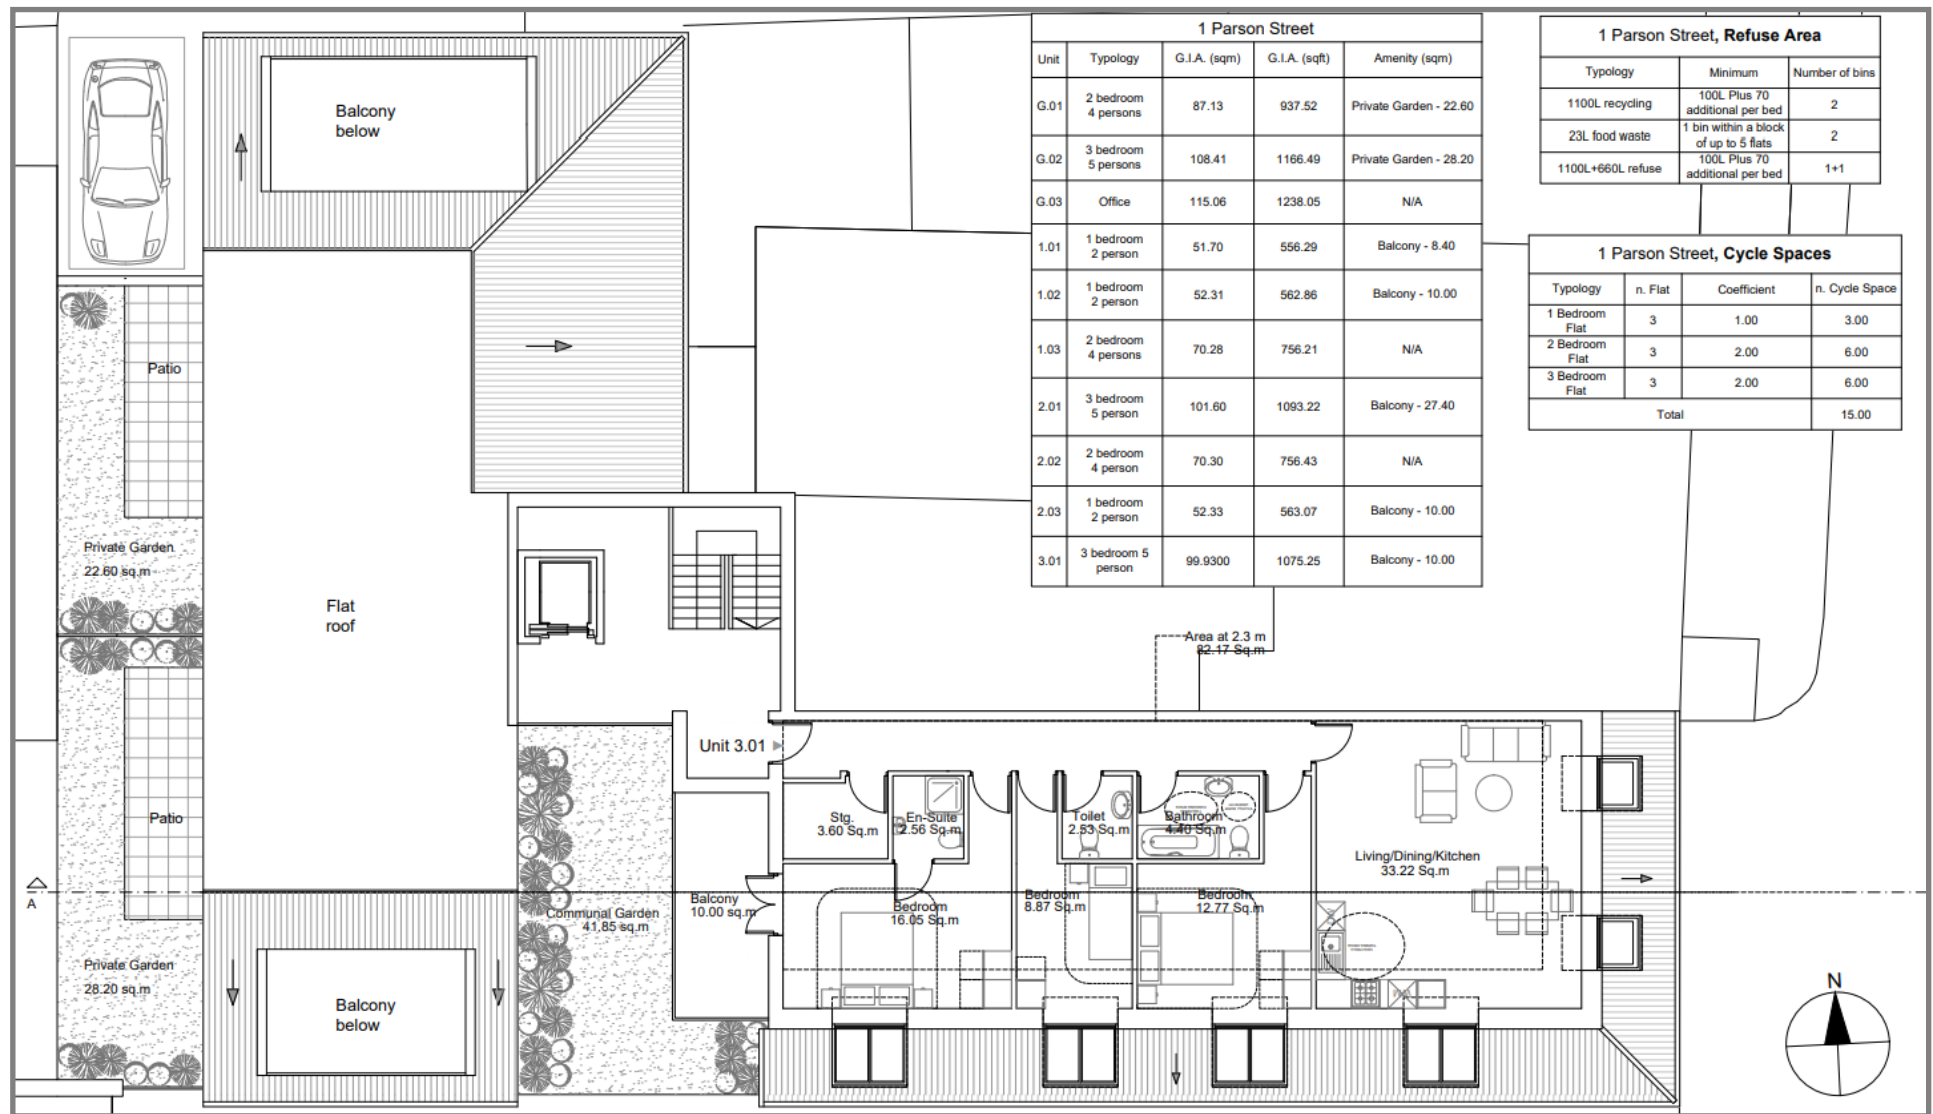 1 Parson Street
Unit Typology G.I.A. (sqm) G.I.A. (sqft) Amenity (sqm)
G.01 2 bedroom 4 persons 87.13 937.52 Private Garden - 22.60
G.02 3 bedroom 5 persons 108.41 1166.49 Private Garden - 28.20
G.03 Office 115.06 1238.05 N/A
1.01 1 bedroom 2 person 51.70 556.29 Balcony - 8.40
1.02 1 bedroom 2 person 52.31 562.86 Balcony - 10.00
1.03 2 bedroom 4 persons 70.28 756.21 N/A
2.01 3 bedroom 5 person 101.60 1093.22 Balcony - 27.40
2.02 2 bedroom 4 person 70.30 756.43 N/A
2.03 1 bedroom 2 person 52.33 563.07 Balcony - 10.00
3.01 3 bedroom 5 person 99.9300 1075.25 Balcony - 10.00
1 Parson Street, Refuse Area
Typology Minimum Number of bins
1100L recycling 100L Plus 70 additional per bed 2
23L food waste 1 bin within a block of up to 5 flats 2
1100L+660L refuse 100L Plus 70 additional per bed 1+1
1 Parson Street, Cycle Spaces
Typology n. Flat Coefficient n. Cycle Space
1 Bedroom Flat 3 1.00 3.00
2 Bedroom Flat 3 2.00 6.00
3 Bedroom Flat 3 2.00 6.00
Total 15.00
Balcony
below
Patio
Private Garden
22.60 sq.m
Flat
roof
Area at 2.3 m
82.17 Sq.m
Unit 3.01
Patio
Stg.
3.60 Sq.m
En-Suite
2.56 Sq.m
Toilet
2.53 Sq.m
Bathroom
4.40 Sq.m
Living/Dining/Kitchen
33.22 Sq.m
A
Balcony
10.00 sq.m
Bedroom
16.05 Sq.m
Bedroom
8.87 Sq.m
Bedroom
12.77 Sq.m
Communal Garden
41.85 sq.m
Private Garden
28.20 sq.m
Balcony
below
N